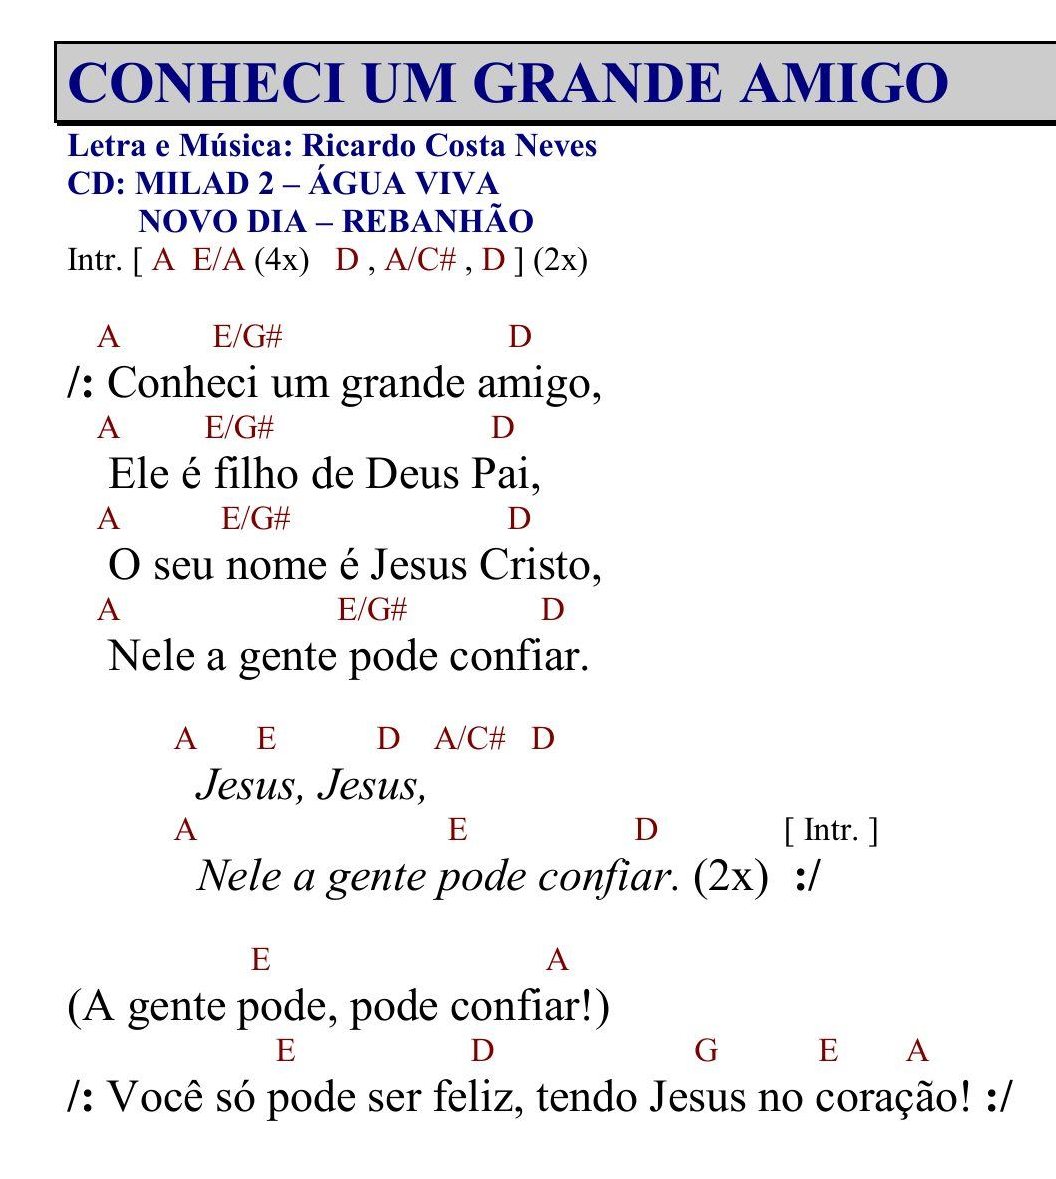 CONHECI UM GRANDE AMIGO
Letra e Música: Ricardo Costa Neves
CD: MILAD 2 – ÁGUA VIVA
NOVO DIA – REBANHÃO
Intr. [ A E/A (4x) D , A/C# , D ] (2x)
A E/G# D
/: Conheci um grande amigo,
A E/G# D
Ele é filho de Deus Pai,
A E/G# D
O seu nome é Jesus Cristo,
A E/G# D
Nele a gente pode confiar.
A E D A/C# D
Jesus, Jesus,
A E D [ Intr. ]
Nele a gente pode confiar. (2x) :/
E A
(A gente pode, pode confiar!)
E D G E A
/: Você só pode ser feliz, tendo Jesus no coração! :/